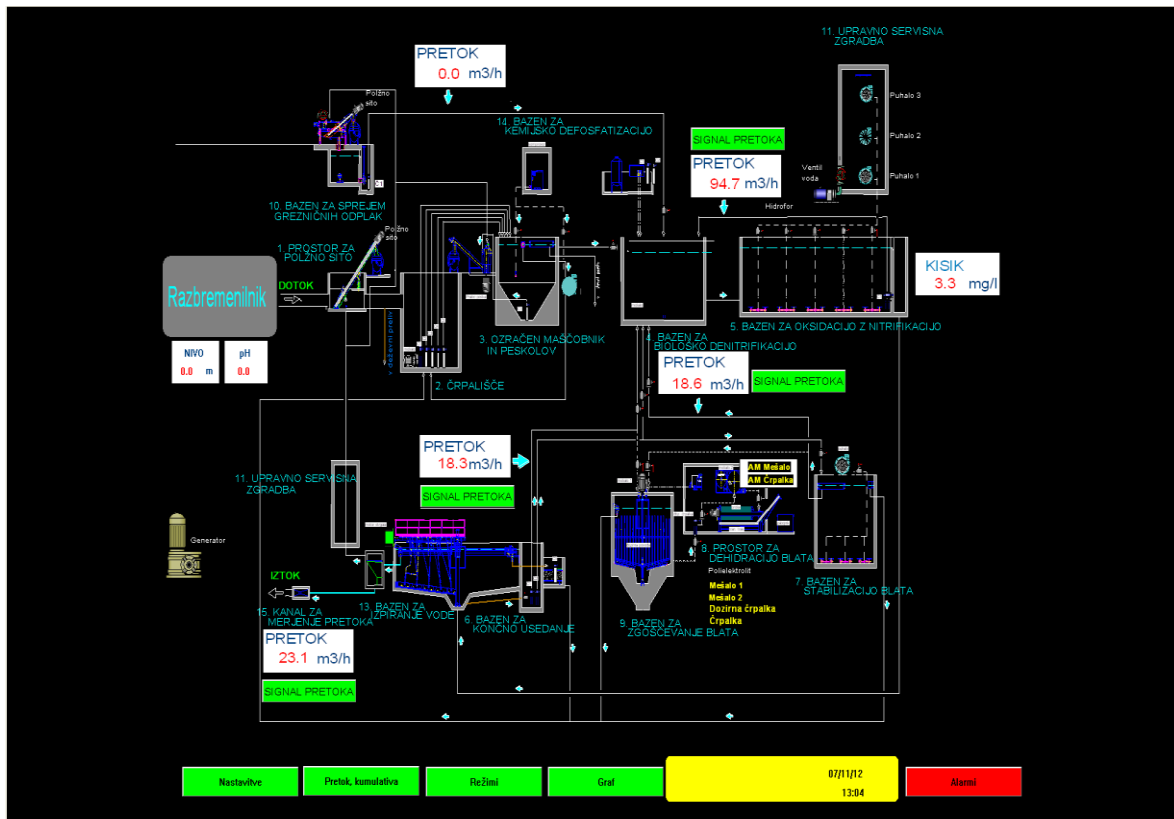 11. UPRAVNO SERVISNA
ZGRADBA
PRETOK
0.0 m3/h
Polžno
sito
Puhalo 3
14. BAZEN ZA
KEMIJSKO DEFOSFATIZACIJO
SIGNAL PRETOKA
Puhalo 2
PRETOK
94.7 m3/h
Ventil
voda
Puhalo 1
10. BAZEN ZA SPREJEM
GREZNIČNIH ODPLAK
Hidrofor
Polžno
sito
1. PROSTOR ZA
POLŽNO SITO
Razbremenilnik
DOTOK
KISIK
3.3 mg/l
3. OZRAČEN MAŠČOBNIK
IN PESKOLOV
5. BAZEN ZA OKSIDACIJO Z NITRIFIKACIJO
4. BAZEN ZA
BIOLOŠKO DENITRIFIKACIJO
NIVO
0.0 m
pH
0.0
v deževni preliv
2. ČRPALIŠČE
PRETOK
18.6 m3/h
SIGNAL PRETOKA
PRETOK
18.3 m3/h
SIGNAL PRETOKA
11. UPRAVNO SERVISNA
ZGRADBA
AM Mešalo
AM Črpalka
Generator
8. PROSTOR ZA
DEHIDRACIJO BLATA
Polielektrolit
Mešalo 1
Mešalo 2
Dozirna črpalka
Črpalka
7. BAZEN ZA
STABILIZACIJO BLATA
IZTOK
15. KANAL ZA
MERJENJE PRETOKA
13. BAZEN ZA
IZPIRANJE VODE
6. BAZEN ZA
KONČNO USEDANJE
9. BAZEN ZA
ZGOŠČEVANJE BLATA
PRETOK
23.1 m3/h
SIGNAL PRETOKA
Nastavitve
Pretok, kumulativa
Režimi
Graf
07/11/12
13:04
Alarmi